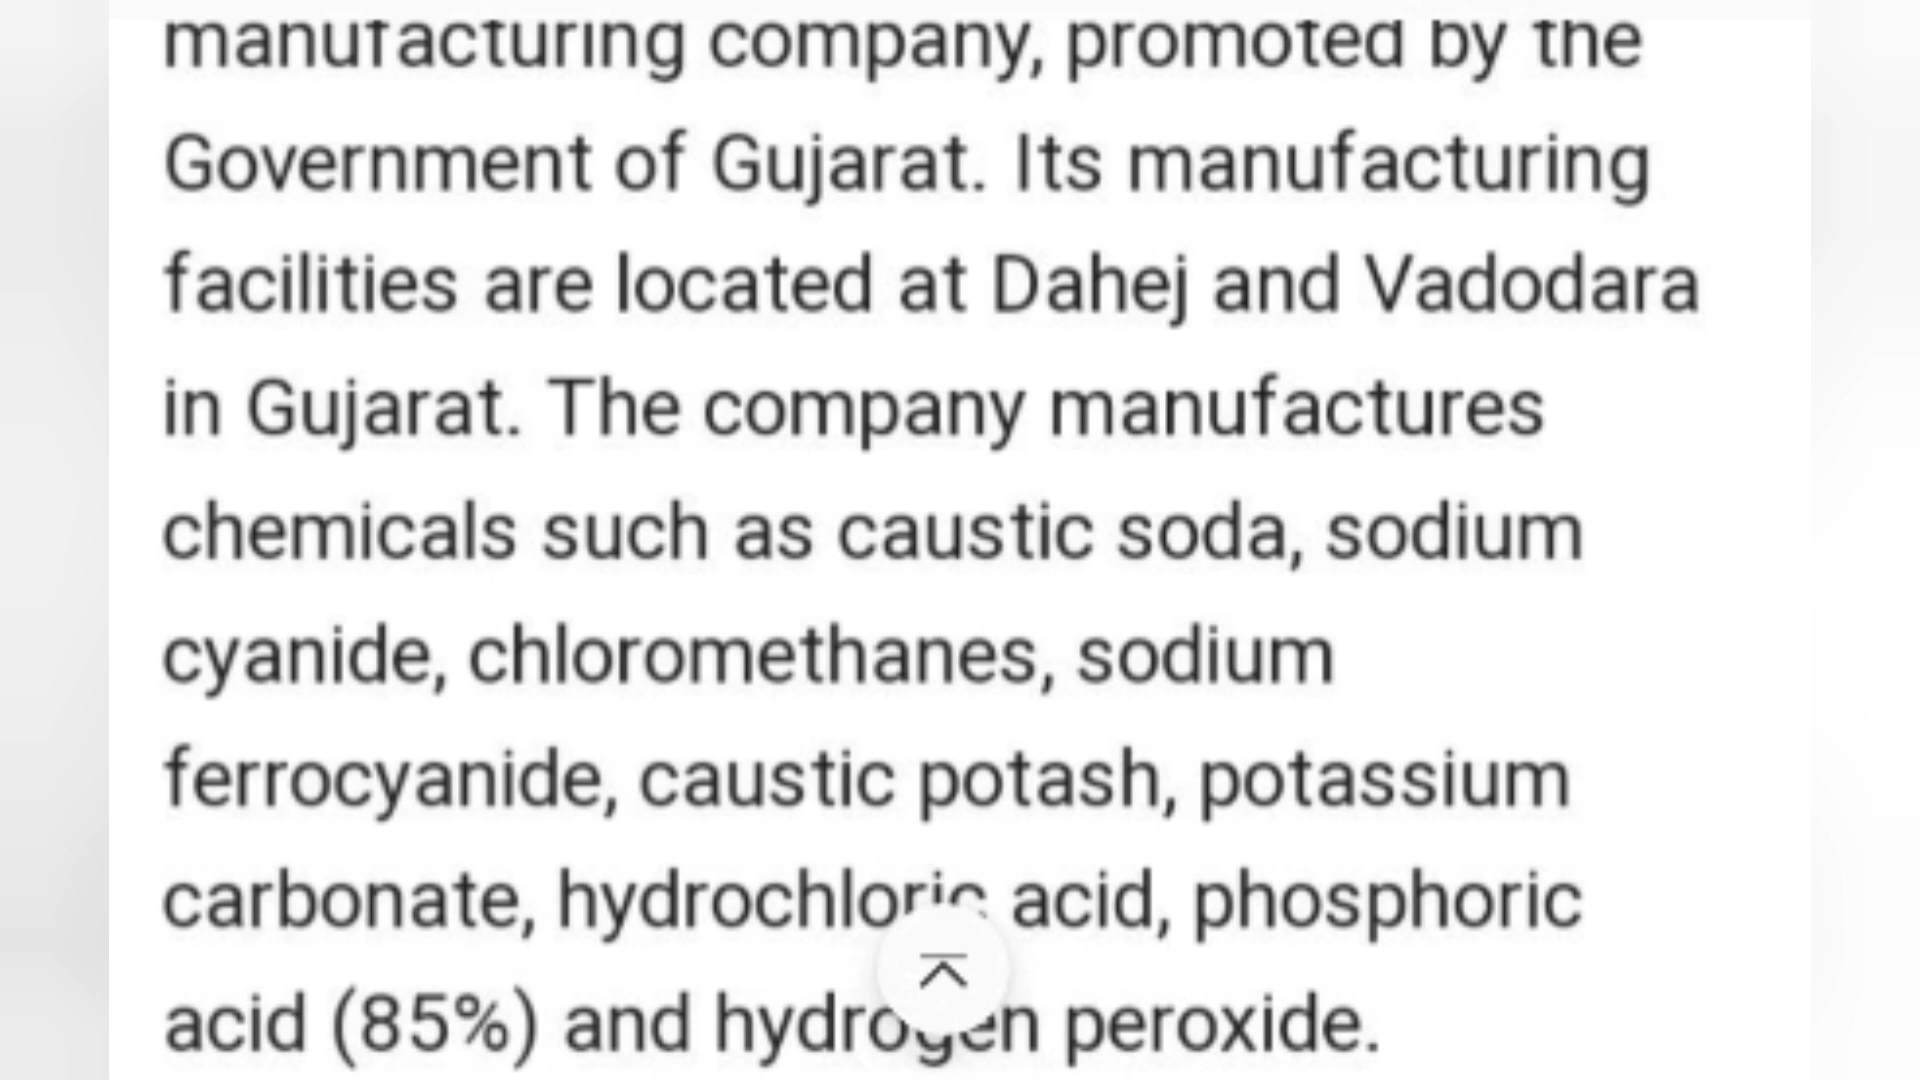 manufacturing company, promoted by the
Government of Gujarat. Its manufacturing
facilities are located at Dahej and Vadodara
in Gujarat. The company manufactures
chemicals such as caustic soda, sodium
cyanide, chloromethanes, sodium
ferrocyanide, caustic potash, potassium
carbonate, hydrochloric acid, phosphoric
acid (85%) and hydrogen peroxide.